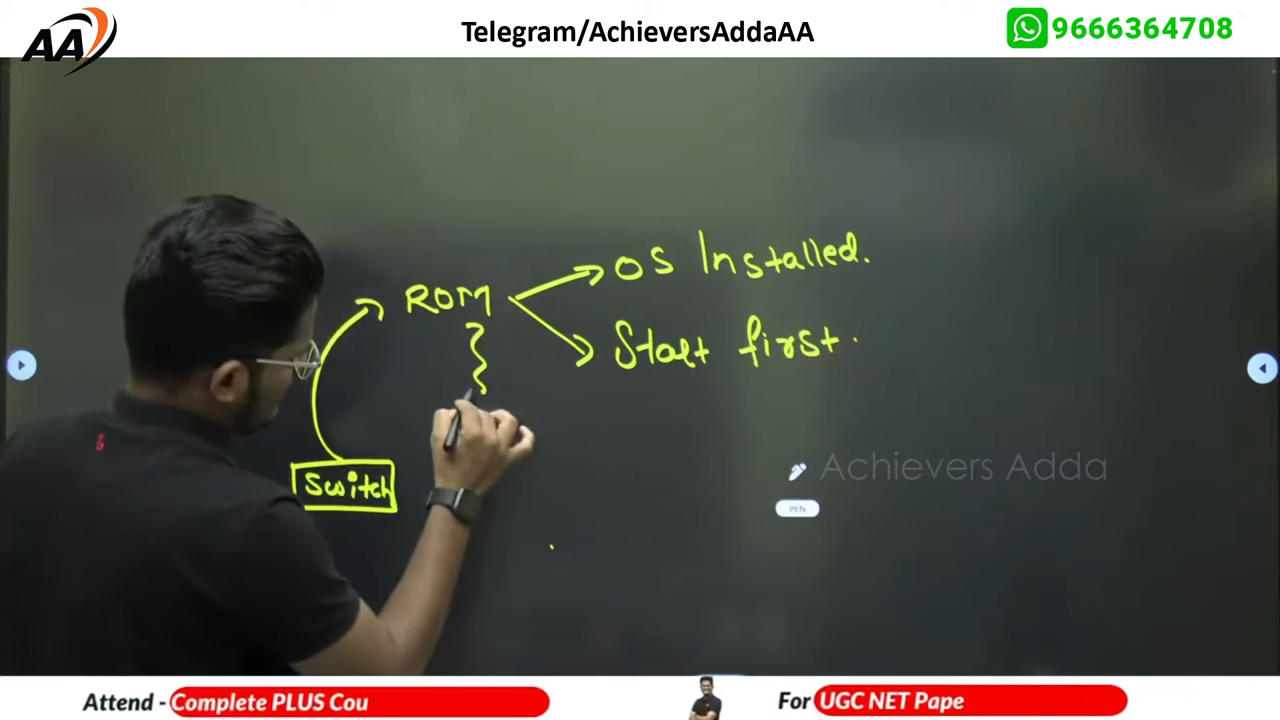 AA
Telegram/AchieversAddaAA
9666364708
OS Installed.
ROM
Start first.
Switch
Achievers Adda
PEN
Attend - Complete PLUS Cou
For UGC NET Pape